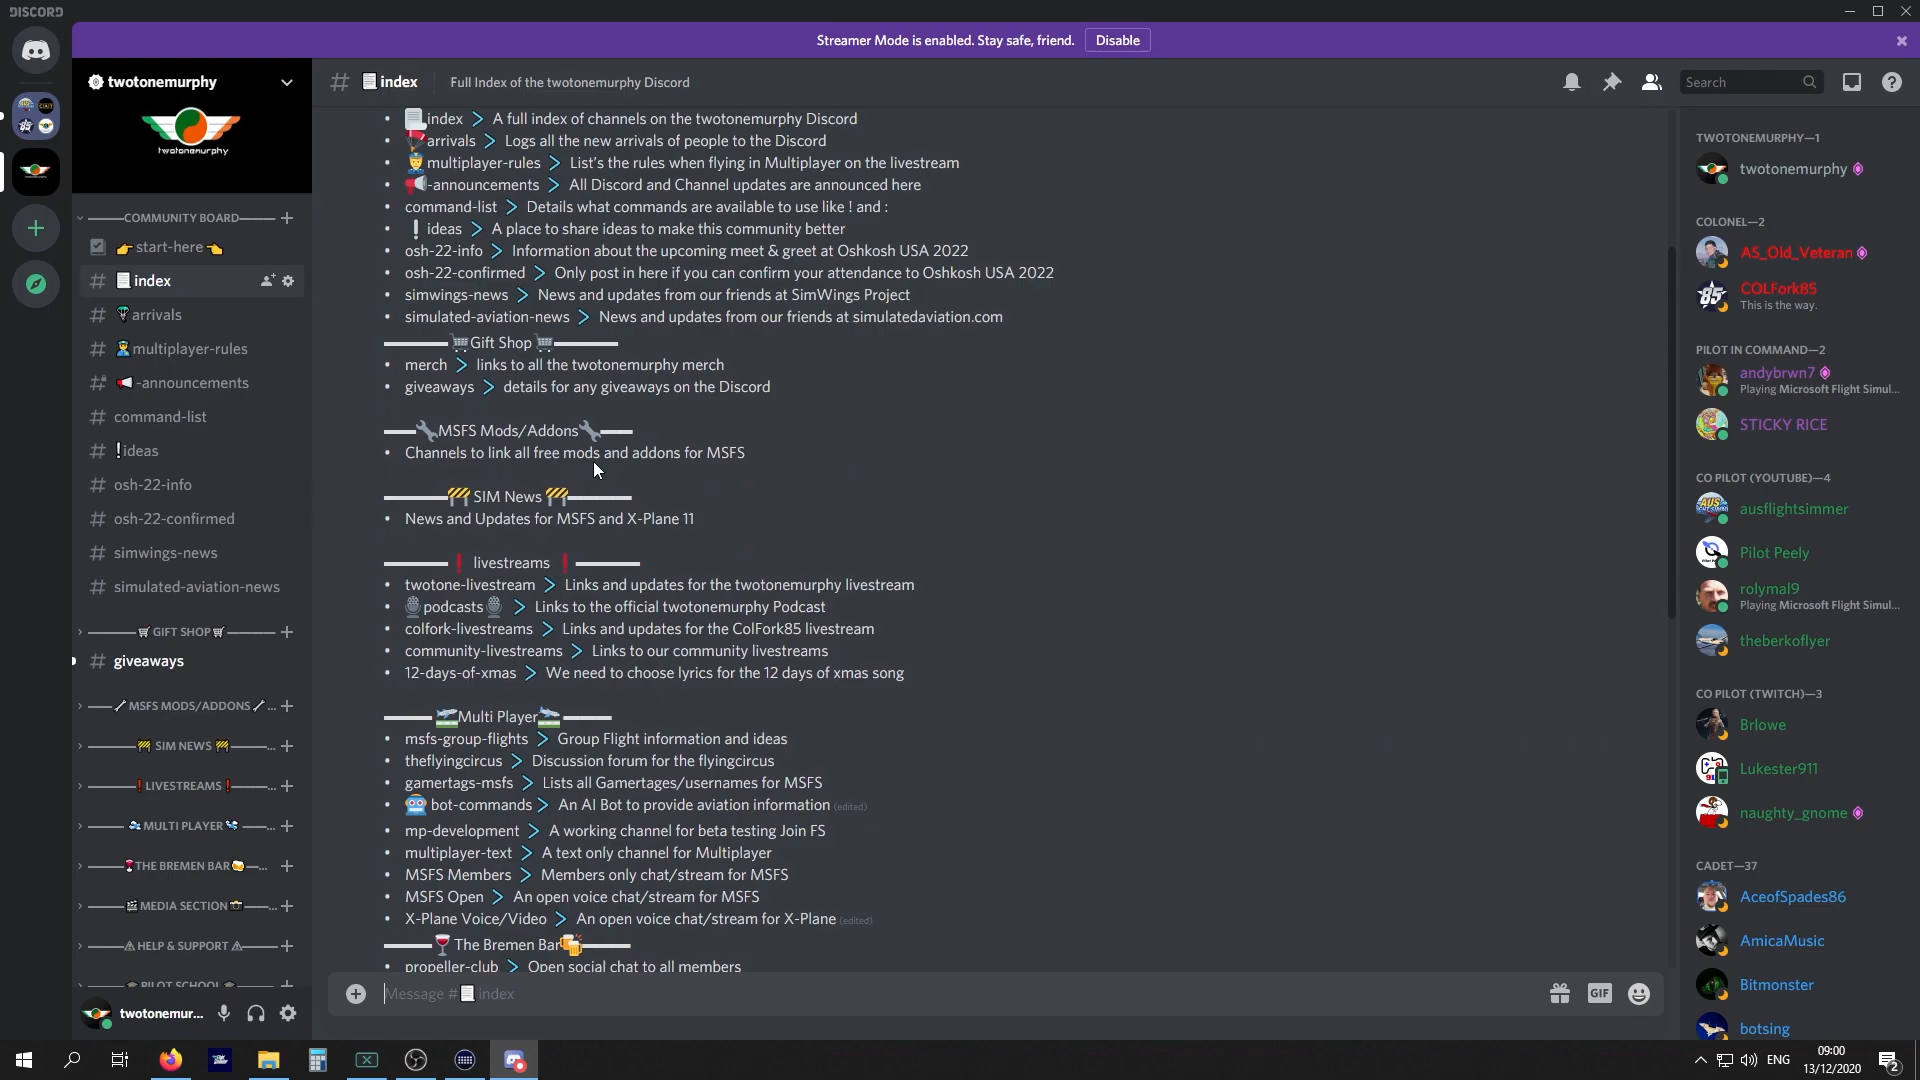 DISCORD
Streamer Mode is enabled. Stay safe, friend. Disable
twotonemurphy
twotonemurphy
index Full Index of the twotonemurphy Discord
Search
COMMUNITY BOARD
start-here
index
arrivals
multiplayer-rules
-announcements
command-list
ideas
osh-22-info
osh-22-confirmed
simwings-news
simulated-aviation-news
GIFT SHOP
giveaways
MSFS MODS/ADDONS ...
SIM NEWS ...
LIVESTREAMS ...
MULTI PLAYER ...
THE BREMEN BAR ...
MEDIA SECTION ...
HELP & SUPPORT
PILOT SCHOOL
twotonemur...
• index > A full index of channels on the twotonemurphy Discord
• arrivals > Logs all the new arrivals of people to the Discord
• multiplayer-rules > List's the rules when flying in Multiplayer on the livestream
• -announcements > All Discord and Channel updates are announced here
• command-list > Details what commands are available to use like ! and :
• ideas > A place to share ideas to make this community better
• osh-22-info > Information about the upcoming meet & greet at Oshkosh USA 2022
• osh-22-confirmed > Only post in here if you can confirm your attendance to Oshkosh USA 2022
• simwings-news > News and updates from our friends at SimWings Project
• simulated-aviation-news > News and updates from our friends at simulatedaviation.com
Gift Shop
• merch > links to all the twotonemurphy merch
• giveaways > details for any giveaways on the Discord
MSFS Mods/Addons
• Channels to link all free mods and addons for MSFS
SIM News
• News and Updates for MSFS and X-Plane 11
livestreams
• twotone-livestream > Links and updates for the twotonemurphy livestream
• podcasts > Links to the official twotonemurphy Podcast
• colfork-livestreams > Links and updates for the ColFork85 livestream
• community-livestreams > Links to our community livestreams
• 12-days-of-xmas > We need to choose lyrics for the 12 days of xmas song
Multi Player
• msfs-group-flights > Group Flight information and ideas
• theflyingcircus > Discussion forum for the flyingcircus
• gamertags-msfs > Lists all Gamertages/usernames for MSFS
• bot-commands > An AI Bot to provide aviation information (edited)
• mp-development > A working channel for beta testing Join FS
• multiplayer-text > A text only channel for Multiplayer
• MSFS Members > Members only chat/stream for MSFS
• MSFS Open > An open voice chat/stream for MSFS
• X-Plane Voice/Video > An open voice chat/stream for X-Plane (edited)
The Bremen Bar
• propeller-club > Open social chat to all members
Message # index
GIF
TWOTONEMURPHY—1
twotonemurphy
COLONEL—2
AS_Old_Veteran
COLFork85
This is the way.
PILOT IN COMMAND—2
andybrwn7
Playing Microsoft Flight Simul...
STICKY RICE
CO PILOT (YOUTUBE)—4
ausflightsimmer
Pilot Peely
rolymal9
Playing Microsoft Flight Simul...
theberkoflyer
CO PILOT (TWITCH)—3
Brlowe
Lukester911
naughty_gnome
CADET—37
AceofSpades86
AmicaMusic
Bitmonster
botsing
ENG
09:00
13/12/2020
2